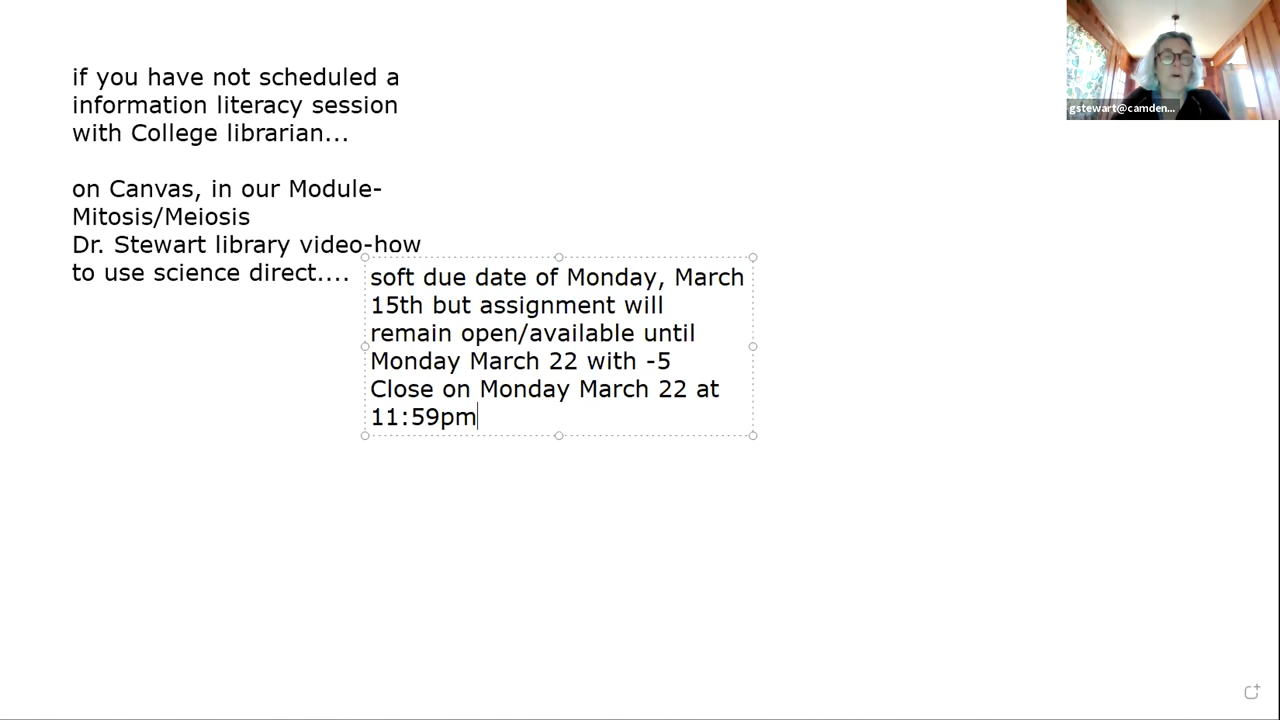 if you have not scheduled a
information literacy session
with College librarian...
on Canvas, in our Module-
Mitosis/Meiosis
Dr. Stewart library video-how
to use science direct....
soft due date of Monday, March
15th but assignment will
remain open/available until
Monday March 22 with -5
Close on Monday March 22 at
11:59pm
gstewart@camden...